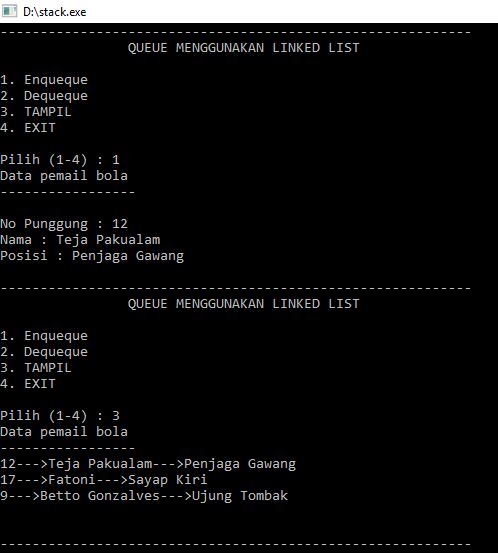 D:\stack.exe
-----------------------------------------------------------
QUEUE MENGGUNAKAN LINKED LIST
1. Enqueque
2. Dequeque
3. TAMPIL
4. EXIT
Pilih (1-4) : 1
Data pemail bola
-----------------
No Punggung : 12
Nama : Teja Pakualam
Posisi : Penjaga Gawang
-----------------------------------------------------------
QUEUE MENGGUNAKAN LINKED LIST
1. Enqueque
2. Dequeque
3. TAMPIL
4. EXIT
Pilih (1-4) : 3
Data pemail bola
-----------------
12--->Teja Pakualam--->Penjaga Gawang
17--->Fatoni--->Sayap Kiri
9--->Betto Gonzalves--->Ujung Tombak
-----------------------------------------------------------